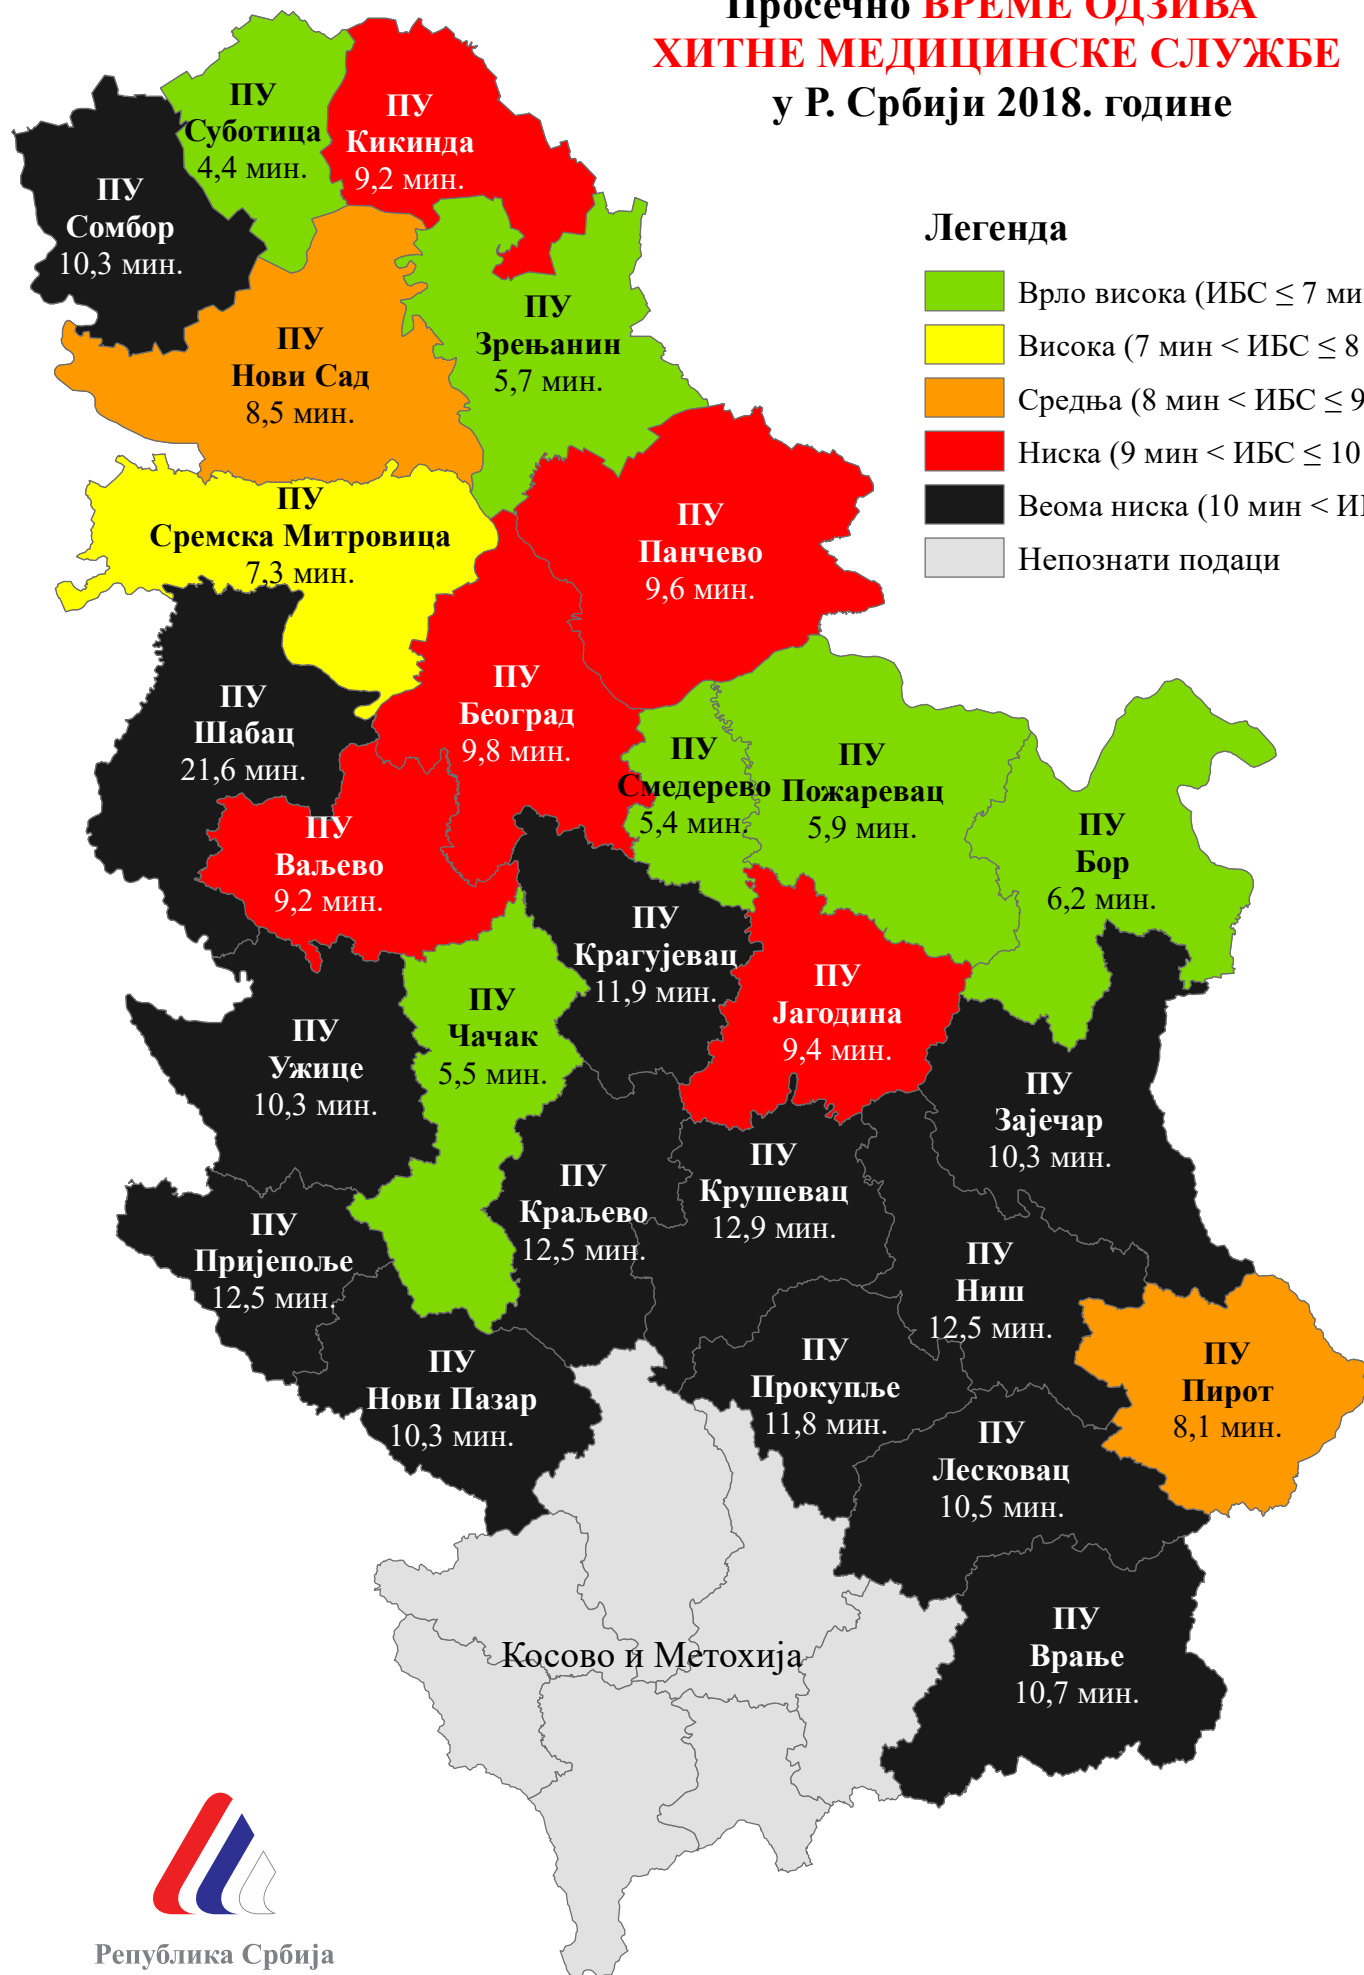 Просечно ВРЕМЕ ОДЗИВА
ХИТНЕ МЕДИЦИНСКЕ СЛУЖБЕ
у Р. Србији 2018. године
Легенда
Врло висока (ИБС ≤ 7
Висока (7 мин < ИБС ≤ 8
Средња (8 мин < ИБС ≤ 9
Ниска (9 мин < ИБС ≤ 10
Веома ниска (10 мин <
Непознати подаци
ПУ
Суботица
4,4 мин.
ПУ
Кикинда
9,2 мин.
ПУ
Сомбор
10,3 мин.
ПУ
Зрењанин
5,7 мин.
ПУ
Нови Сад
8,5 мин.
ПУ
Сремска Митровица
7,3 мин.
ПУ
Панчево
9,6 мин.
ПУ
Београд
9,8 мин.
ПУ
Шабац
21,6 мин.
ПУ
Смедерево
5,4 мин.
ПУ
Пожаревац
5,9 мин.
ПУ
Бор
6,2 мин.
ПУ
Ваљево
9,2 мин.
ПУ
Крагујевац
11,9 мин.
ПУ
Јагодина
9,4 мин.
ПУ
Чачак
5,5 мин.
ПУ
Ужице
10,3 мин.
ПУ
Зајечар
10,3 мин.
ПУ
Крушевац
12,9 мин.
ПУ
Краљево
12,5 мин.
ПУ
Пријепоље
12,5 мин.
ПУ
Ниш
12,5 мин.
ПУ
Прокупље
11,8 мин.
ПУ
Пирот
8,1 мин.
ПУ
Нови Пазар
10,3 мин.
ПУ
Лесковац
10,5 мин.
ПУ
Врање
10,7 мин.
Косово и Метохија
Република Србија